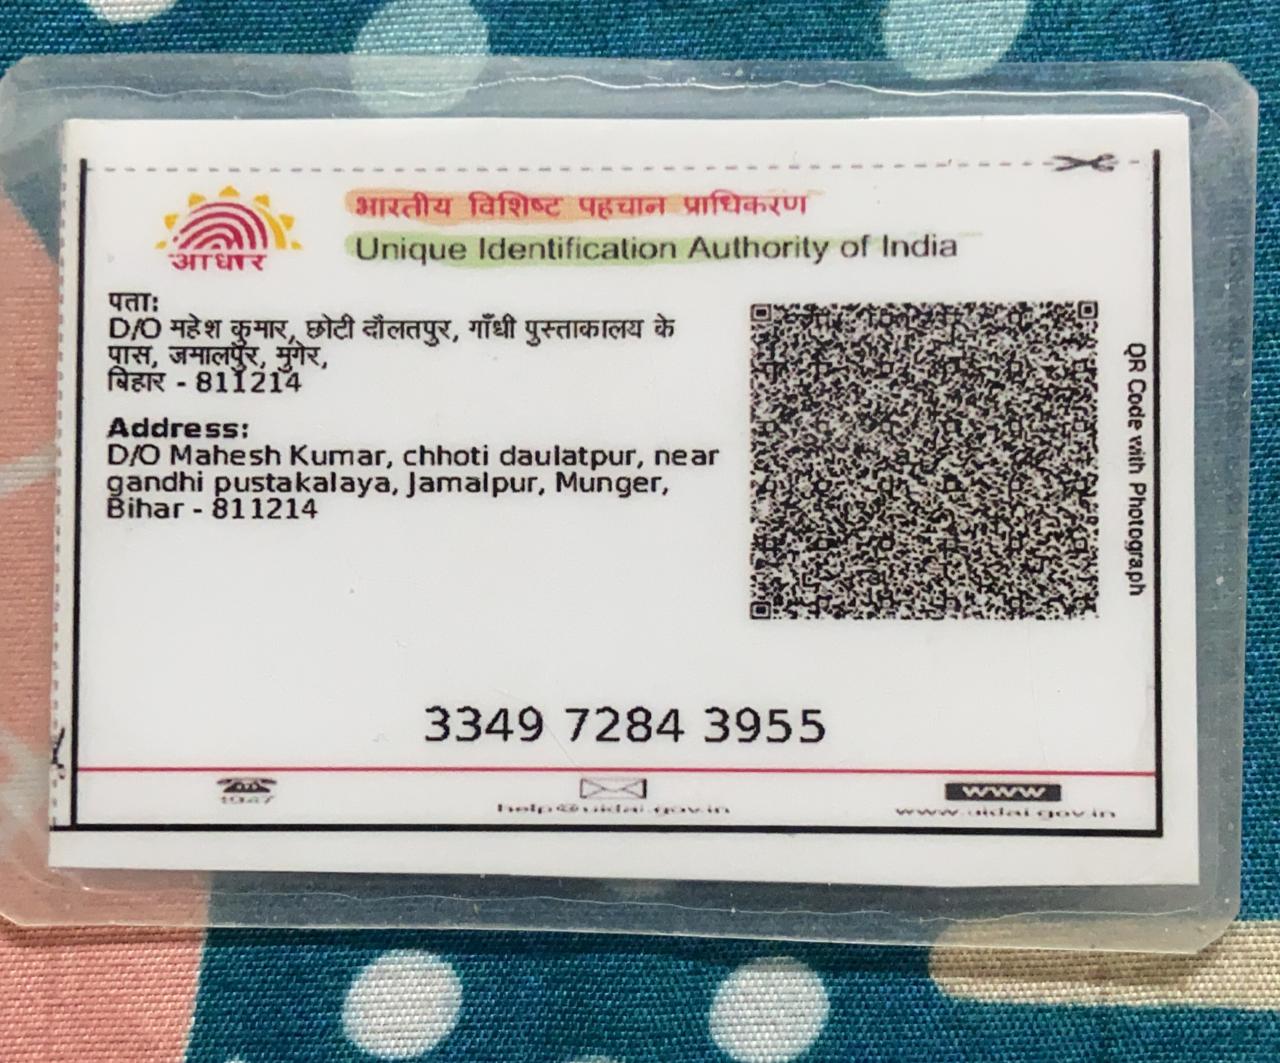 भारतीय विशिष्ट पहचान प्राधिकरण
आधार
Unique Identification Authority of India
पता:
D/O महेश कुमार, छोटी दौलतपुर, गाँधी पुस्ताकालय के
पास, जमालपुर, मुंगेर,
बिहार - 811214
Address:
D/O Mahesh Kumar, chhoti daulatpur, near
gandhi pustakalaya, Jamalpur, Munger,
Bihar - 811214
QR Code with Photograph
3349 7284 3955
1947
help@uidai.gov.in
WWW
www.uidai.gov.in